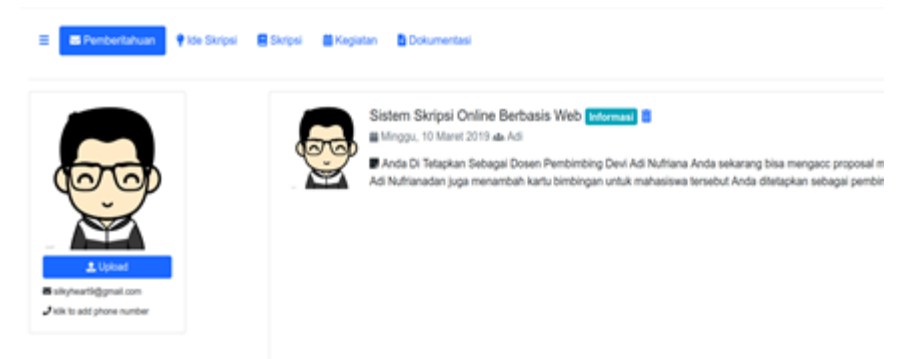 Pemberitahuan Ide Skripsi Skripsi Kegiatan Dokumentasi
Sistem Skripsi Online Berbasis Web Informasi
Minggu, 10 Maret 2019 Adi
Anda Di Tetapkan Sebagai Dosen Pembimbing Devi Adi Nufriana Anda sekarang bisa mengacc proposal m
Adi Nufrianadan juga menambah kartu bimbingan untuk mahasiswa tersebut Anda ditetapkan sebagai pembin
Upload
silkyheart9@gmail.com
klik to add phone number